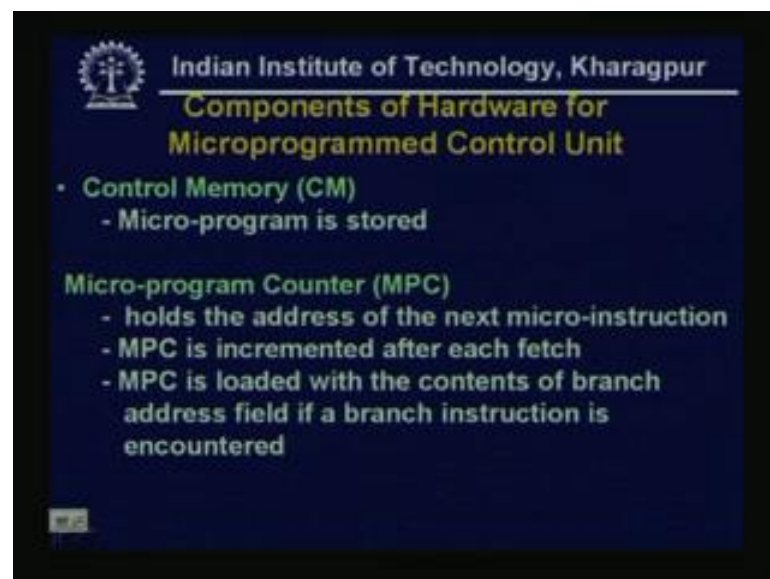 Indian Institute of Technology, Kharagpur
Components of Hardware for
Microprogrammed Control Unit
• Control Memory (CM)
- Micro-program is stored
Micro-program Counter (MPC)
- holds the address of the next micro-instruction
- MPC is incremented after each fetch
- MPC is loaded with the contents of branch
address field if a branch instruction is
encountered